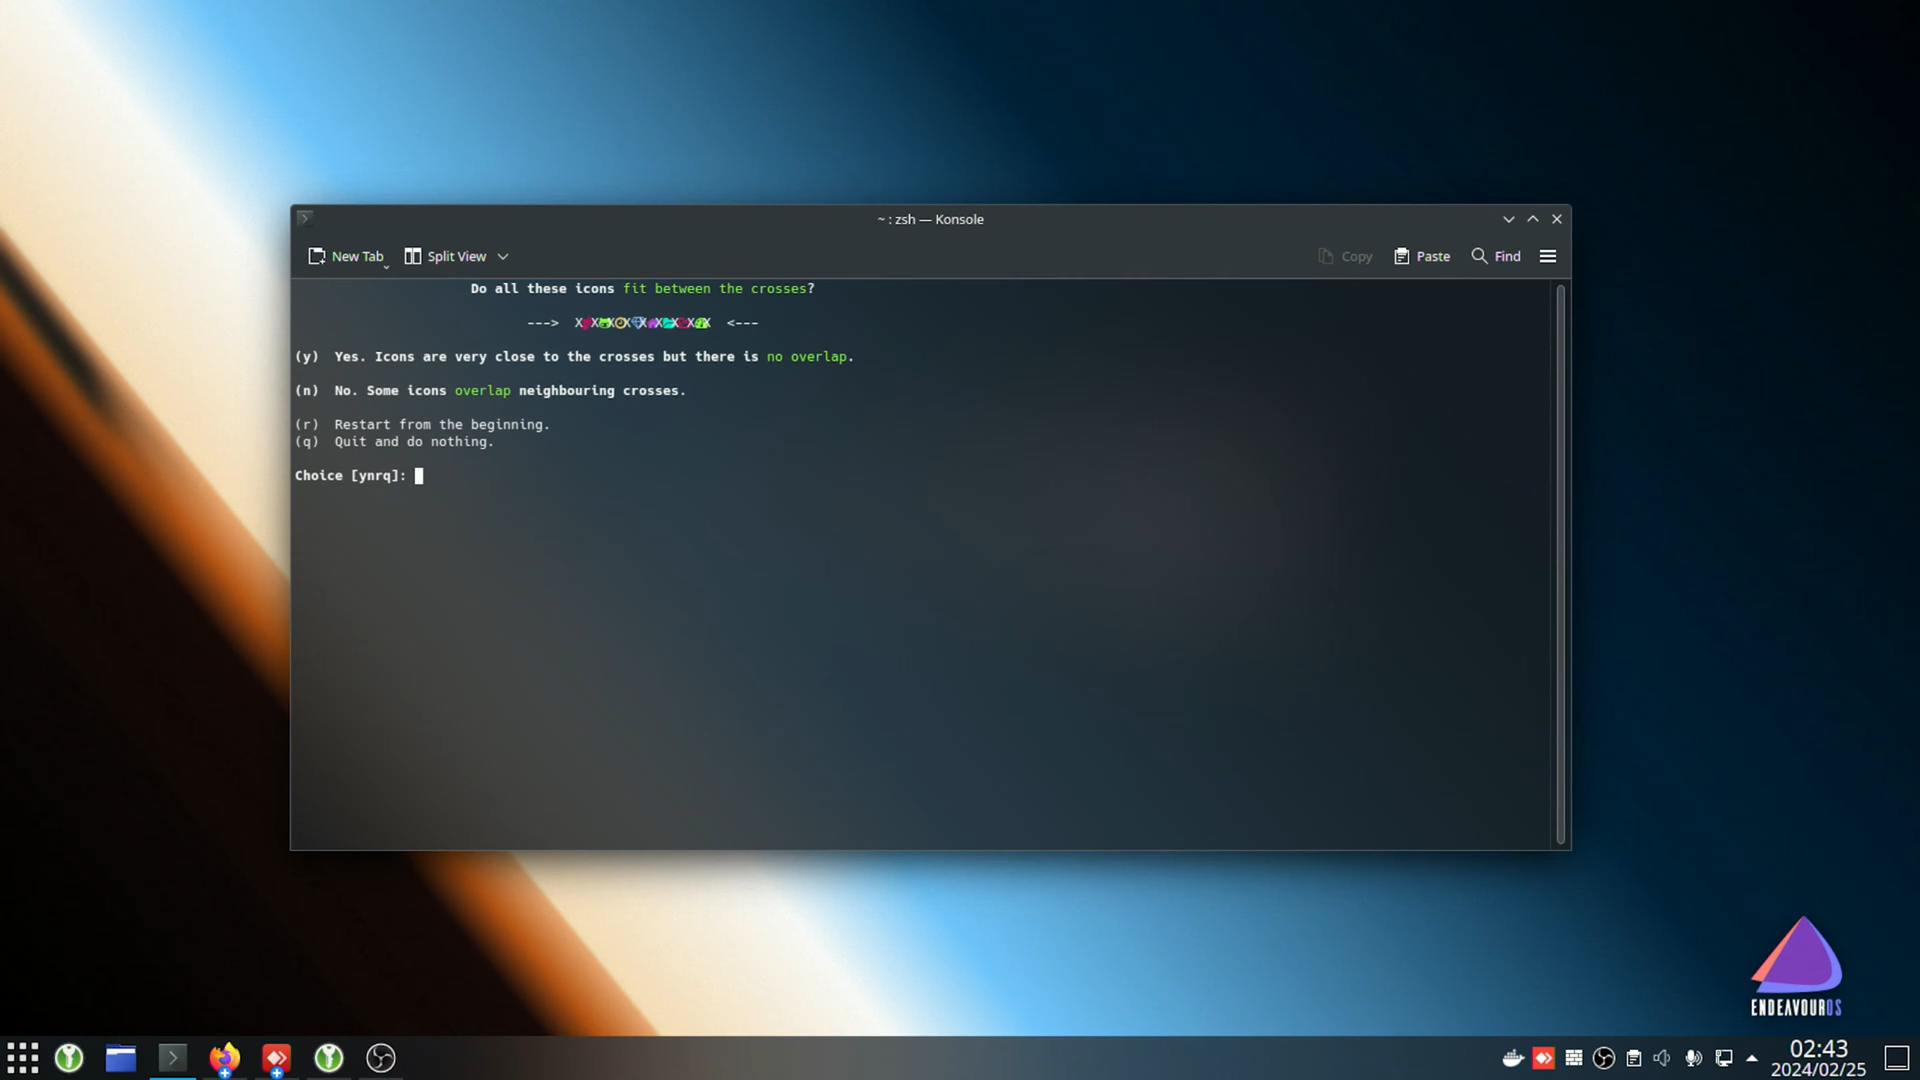 ~ : zsh — Konsole
New Tab Split View Copy Paste Find
Do all these icons fit between the crosses?
---> XXXXXXXXX <---
(y) Yes. Icons are very close to the crosses but there is no overlap.
(n) No. Some icons overlap neighbouring crosses.
(r) Restart from the beginning.
(q) Quit and do nothing.
Choice [ynrq]:
ENDEAVOUROS
02:43
2024/02/25